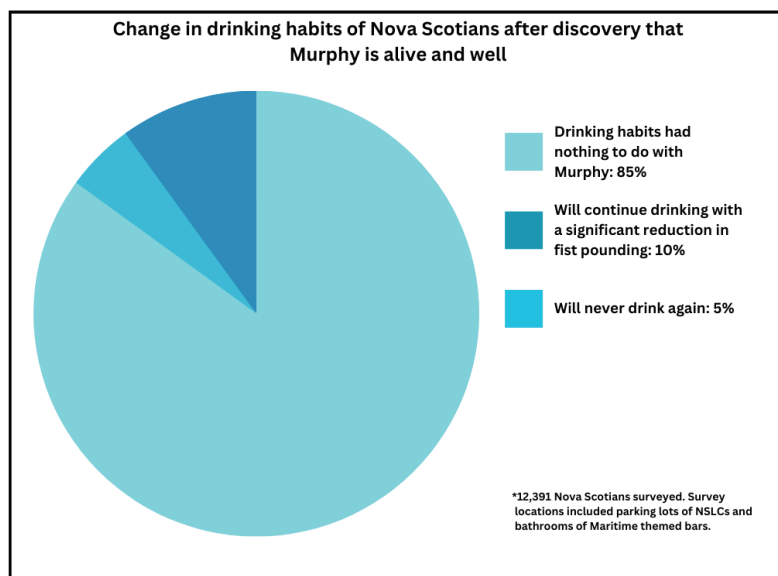 Change in drinking habits of Nova Scotians after discovery that
Murphy is alive and well
Drinking habits had
nothing to do with
Murphy: 85%
Will continue drinking with
a significant reduction in
fist pounding: 10%
Will never drink again: 5%
*12,391 Nova Scotians surveyed. Survey
locations included parking lots of NSLCs and
bathrooms of Maritime themed bars.